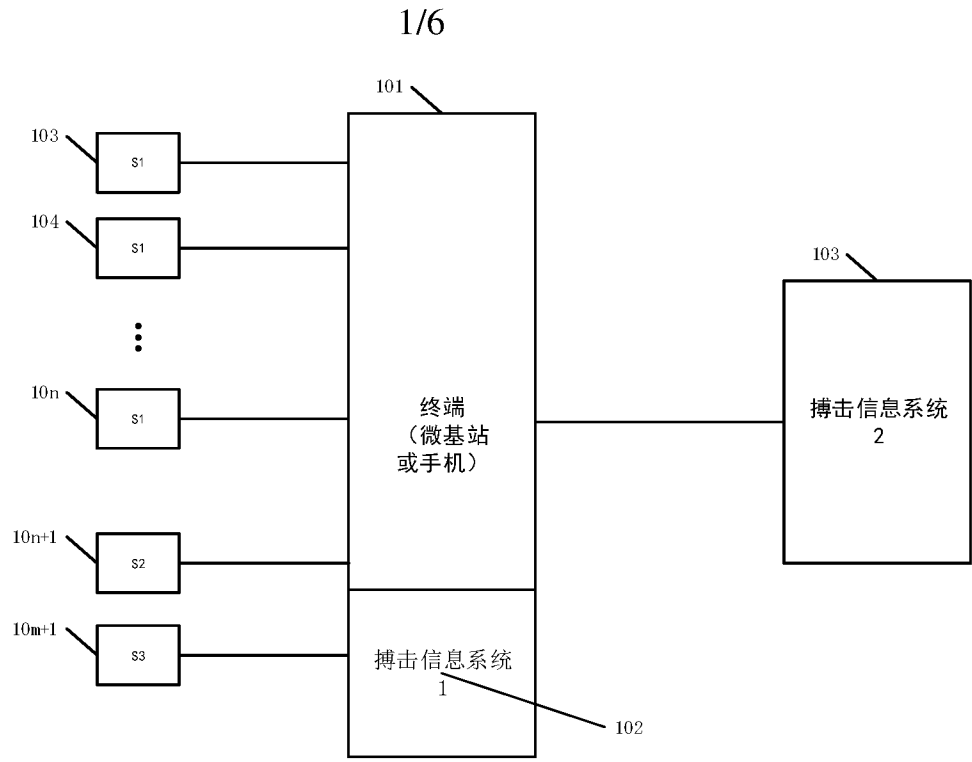 1/6
101
103
S1
104
S1
10n
S1
终端
（微基站
或手机）
103
搏击信息系统
2
10n+1
S2
10m+1
S3
搏击信息系统
1
102